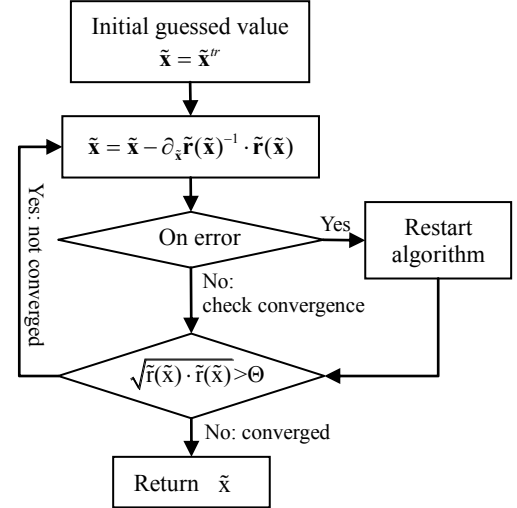 Initial guessed value
x̃ = x̃ᵗʳ
x̃ = x̃ − ∂ₓ̃ r̃(x̃)⁻¹ · r̃(x̃)
On error
Yes
Restart
algorithm
No:
check convergence
Yes: not converged
√r̃(x̃) · r̃(x̃) >Θ
No: converged
Return x̃